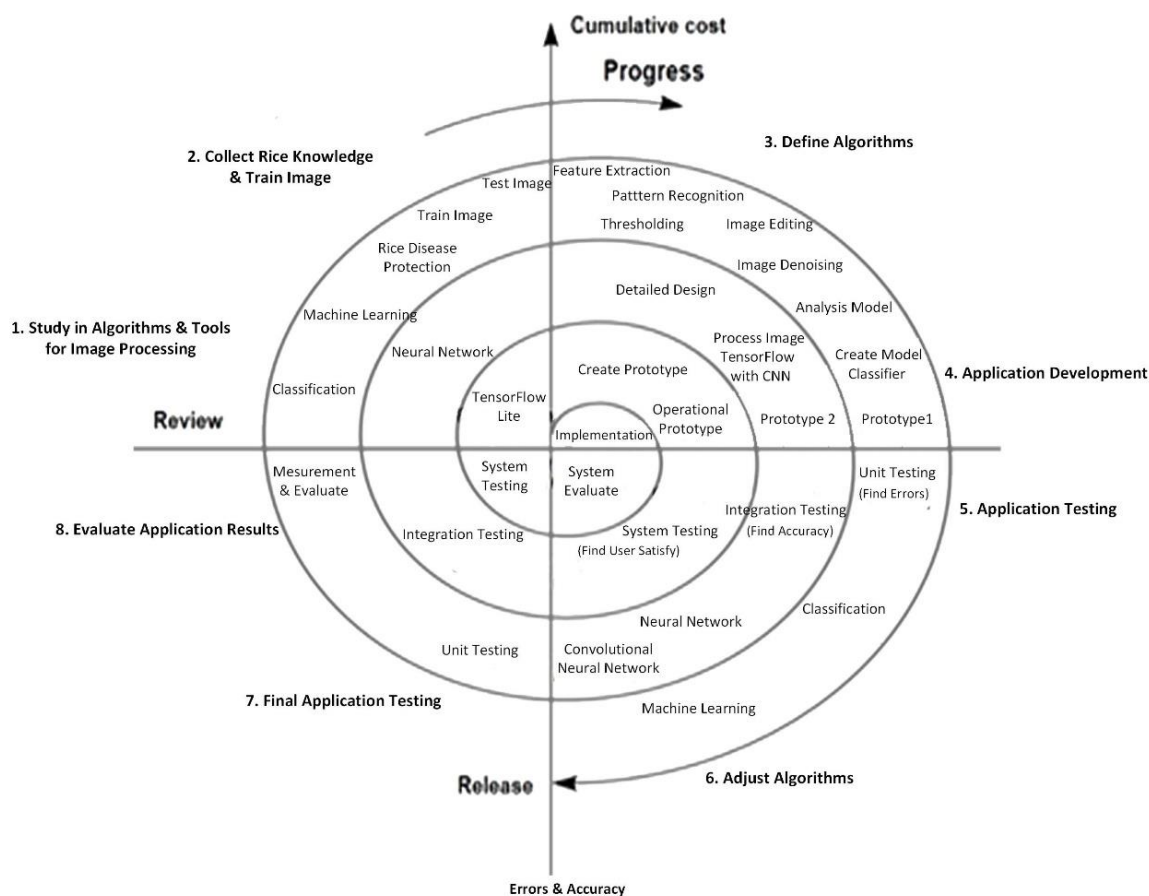 Cumulative cost
Progress
2. Collect Rice Knowledge
& Train Image
3. Define Algorithms
Test Image
Feature Extraction
Patttern Recognition
Train Image
Thresholding
Image Editing
Rice Disease
Protection
Image Denoising
Detailed Design
Analysis Model
Machine Learning
1. Study in Algorithms & Tools
for Image Processing
Neural Network
Process Image
TensorFlow
with CNN
Create Model
Classifier
Create Prototype
4. Application Development
Classification
TensorFlow
Lite
Operational
Prototype
Prototype 2
Prototype1
Review
Implementation
Mesurement
& Evaluate
System
Testing
System
Evaluate
Unit Testing
(Find Errors)
Integration Testing
(Find Accuracy)
5. Application Testing
8. Evaluate Application Results
Integration Testing
System Testing
(Find User Satisfy)
Classification
Neural Network
Unit Testing
Convolutional
Neural Network
7. Final Application Testing
Machine Learning
6. Adjust Algorithms
Release
Errors & Accuracy